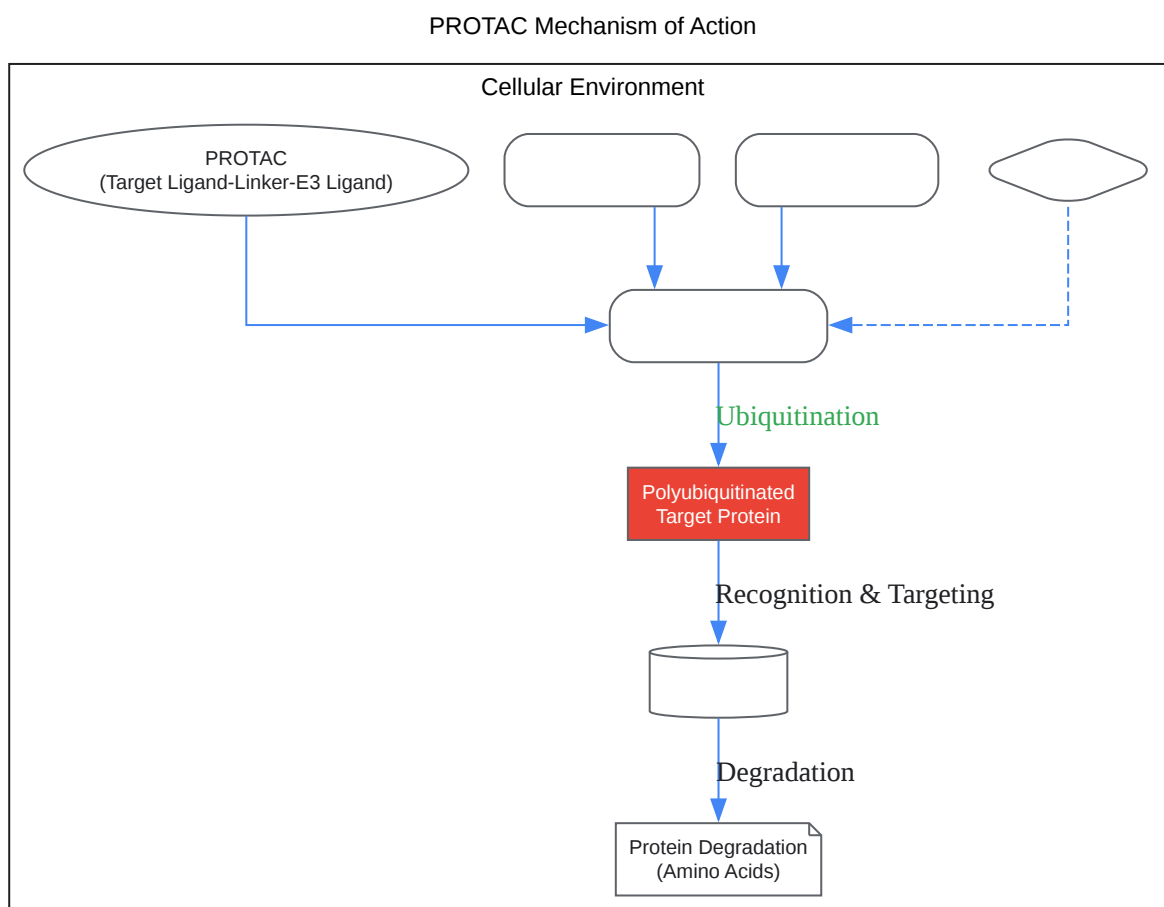 PROTAC Mechanism of Action
Cellular Environment
PROTAC
(Target Ligand-Linker-E3 Ligand)
Ubiquitination
Polyubiquitinated
Target Protein
Recognition & Targeting
Degradation
Protein Degradation
(Amino Acids)